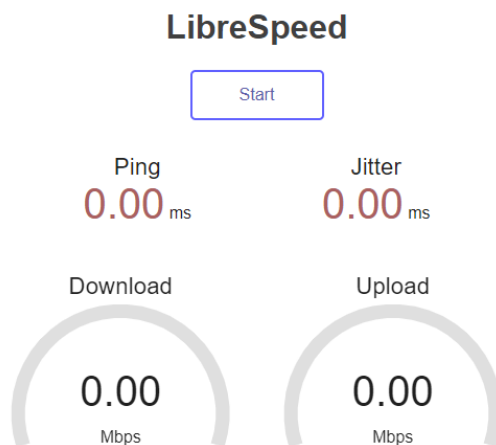 LibreSpeed
Start
Ping Jitter
0.00 ms 0.00 ms
Download Upload
0.00 0.00
Mbps Mbps